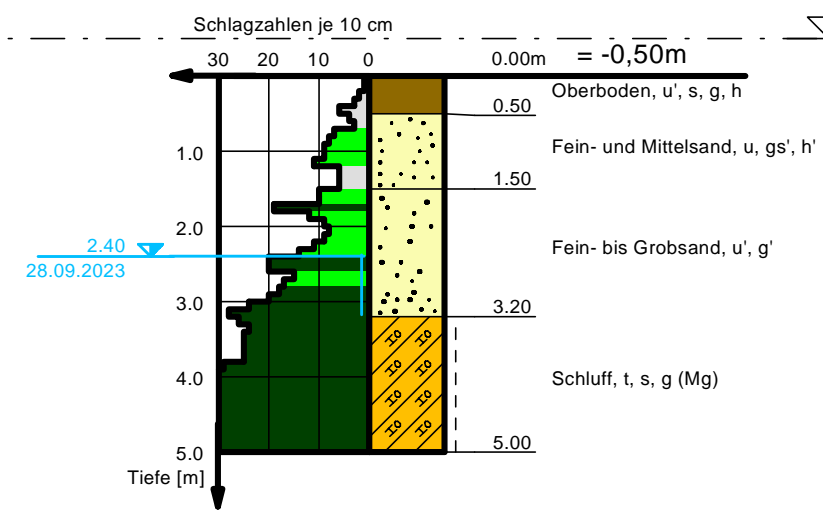 Schlagzahlen je 10 cm
30 20 10 0 0.00m = -0,50m
Oberboden, u', s, g, h
0.50
Fein- und Mittelsand, u, gs', h'
1.0
1.50
2.0
2.40
Fein- bis Grobsand, u', g'
28.09.2023
3.0
3.20
4.0
Schluff, t, s, g (Mg)
5.00
5.0
Tiefe [m]